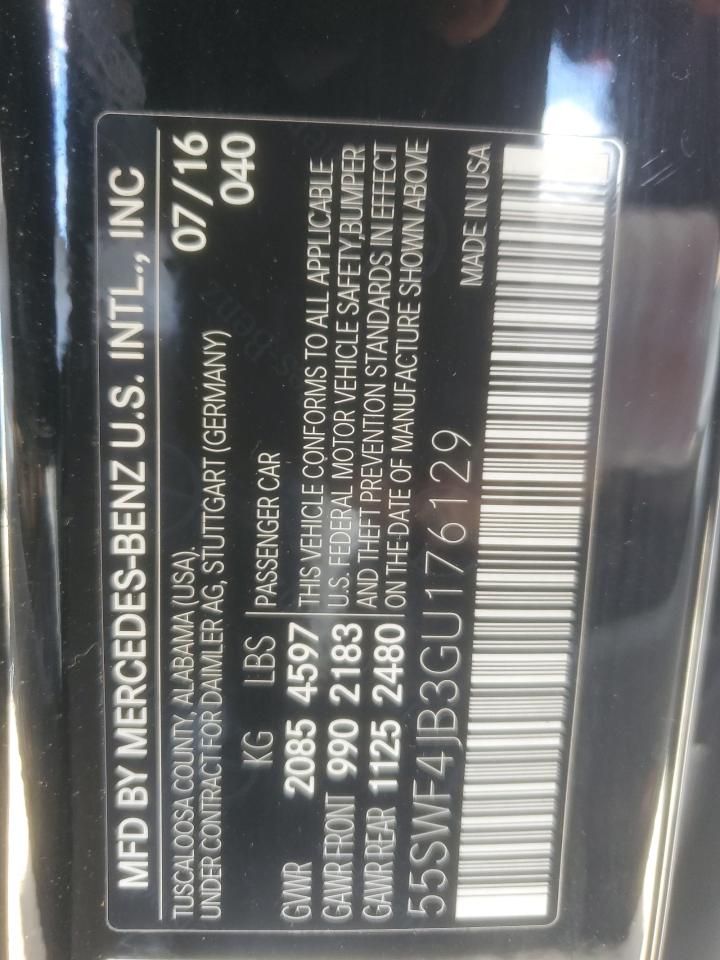 MFD BY MERCEDES-BENZ U.S. INTL., INC
TUSCALOOSA COUNTY, ALABAMA (USA), 07/16
UNDER CONTRACT FOR DAIMLER AG, STUTTGART (GERMANY) 040
KG LBS PASSENGER CAR
GVWR 2085 4597 THIS VEHICLE CONFORMS TO ALL APPLICABLE
GAWR FRONT 990 2183 U.S. FEDERAL MOTOR VEHICLE SAFETY, BUMPER
GAWR REAR 1125 2480 AND THEFT PREVENTION STANDARDS IN EFFECT
ON THE DATE OF MANUFACTURE SHOWN ABOVE
55SWF4JB3GU176129 MADE IN USA